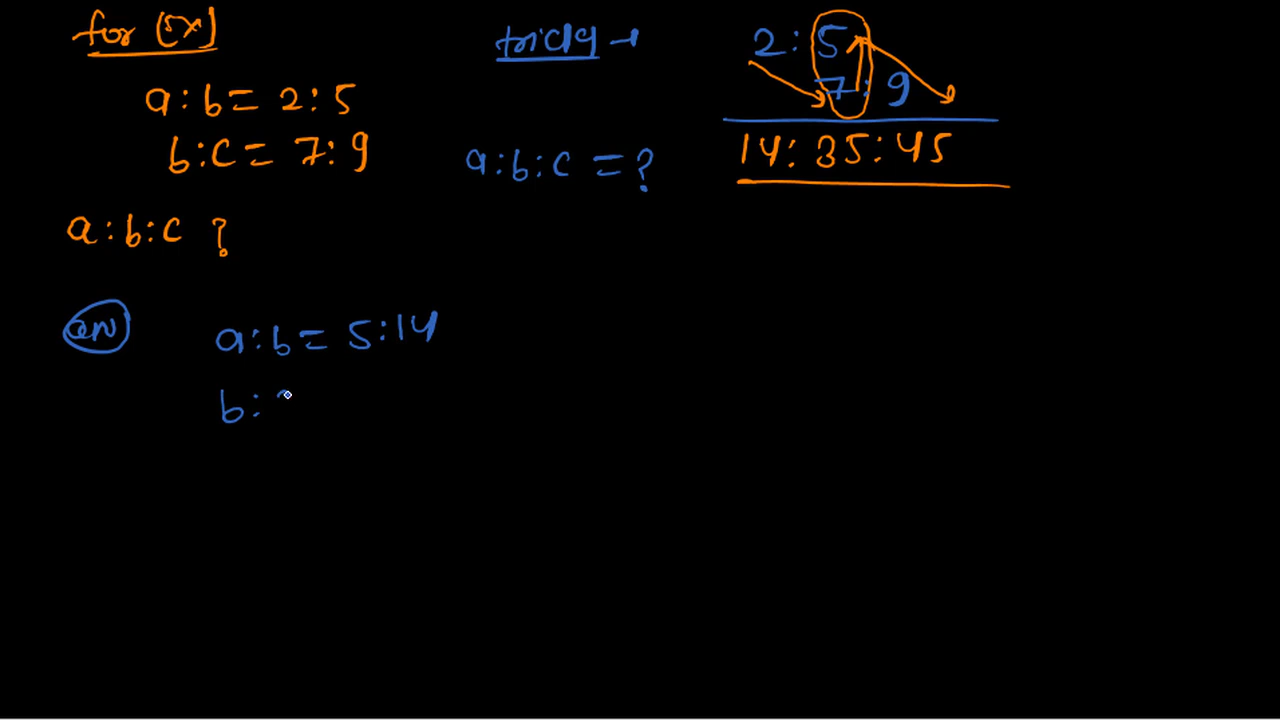 for Ex
a:b = 2:5
b:c = 7:9
a:b:c ?
trick
a:b:c = ?
2:5
7:9
14:35:45
a:b = 5:14
b: